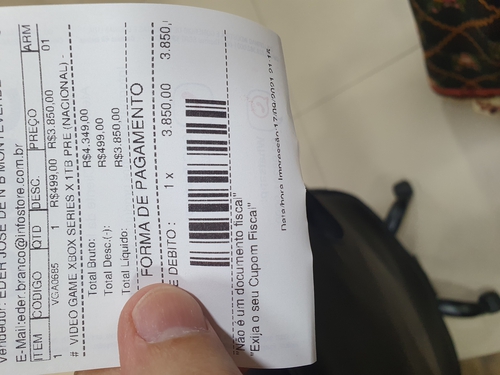 Vendedor: EDER JOSE DE N B MONTEVERDE
E-Mail:eder.branco@infostore.com.br
ITEM CODIGO QTD DESC. PREÇO ARM
1 VGA0685 1 R$499,00 R$3.850,00 01
# VIDEO GAME XBOX SERIES X 1TB PRE (NACIONAL) -
Total Bruto: R$4.349,00
Total Desc.(-): R$499,00
Total Liquido: R$3.850,00
FORMA DE PAGAMENTO
E DEBITO : 1 x 3.850,00 3.850,
"Não é um documento fiscal"
"Exija o seu Cupom Fiscal"
Data/hora impressão:17/09/2021 21:15